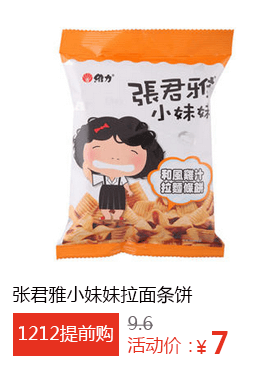 維力
張君雅
小妹妹
和風雞汁
拉麵條餅
张君雅小妹妹拉面条饼
1212提前购
9.6
活动价：¥ 7